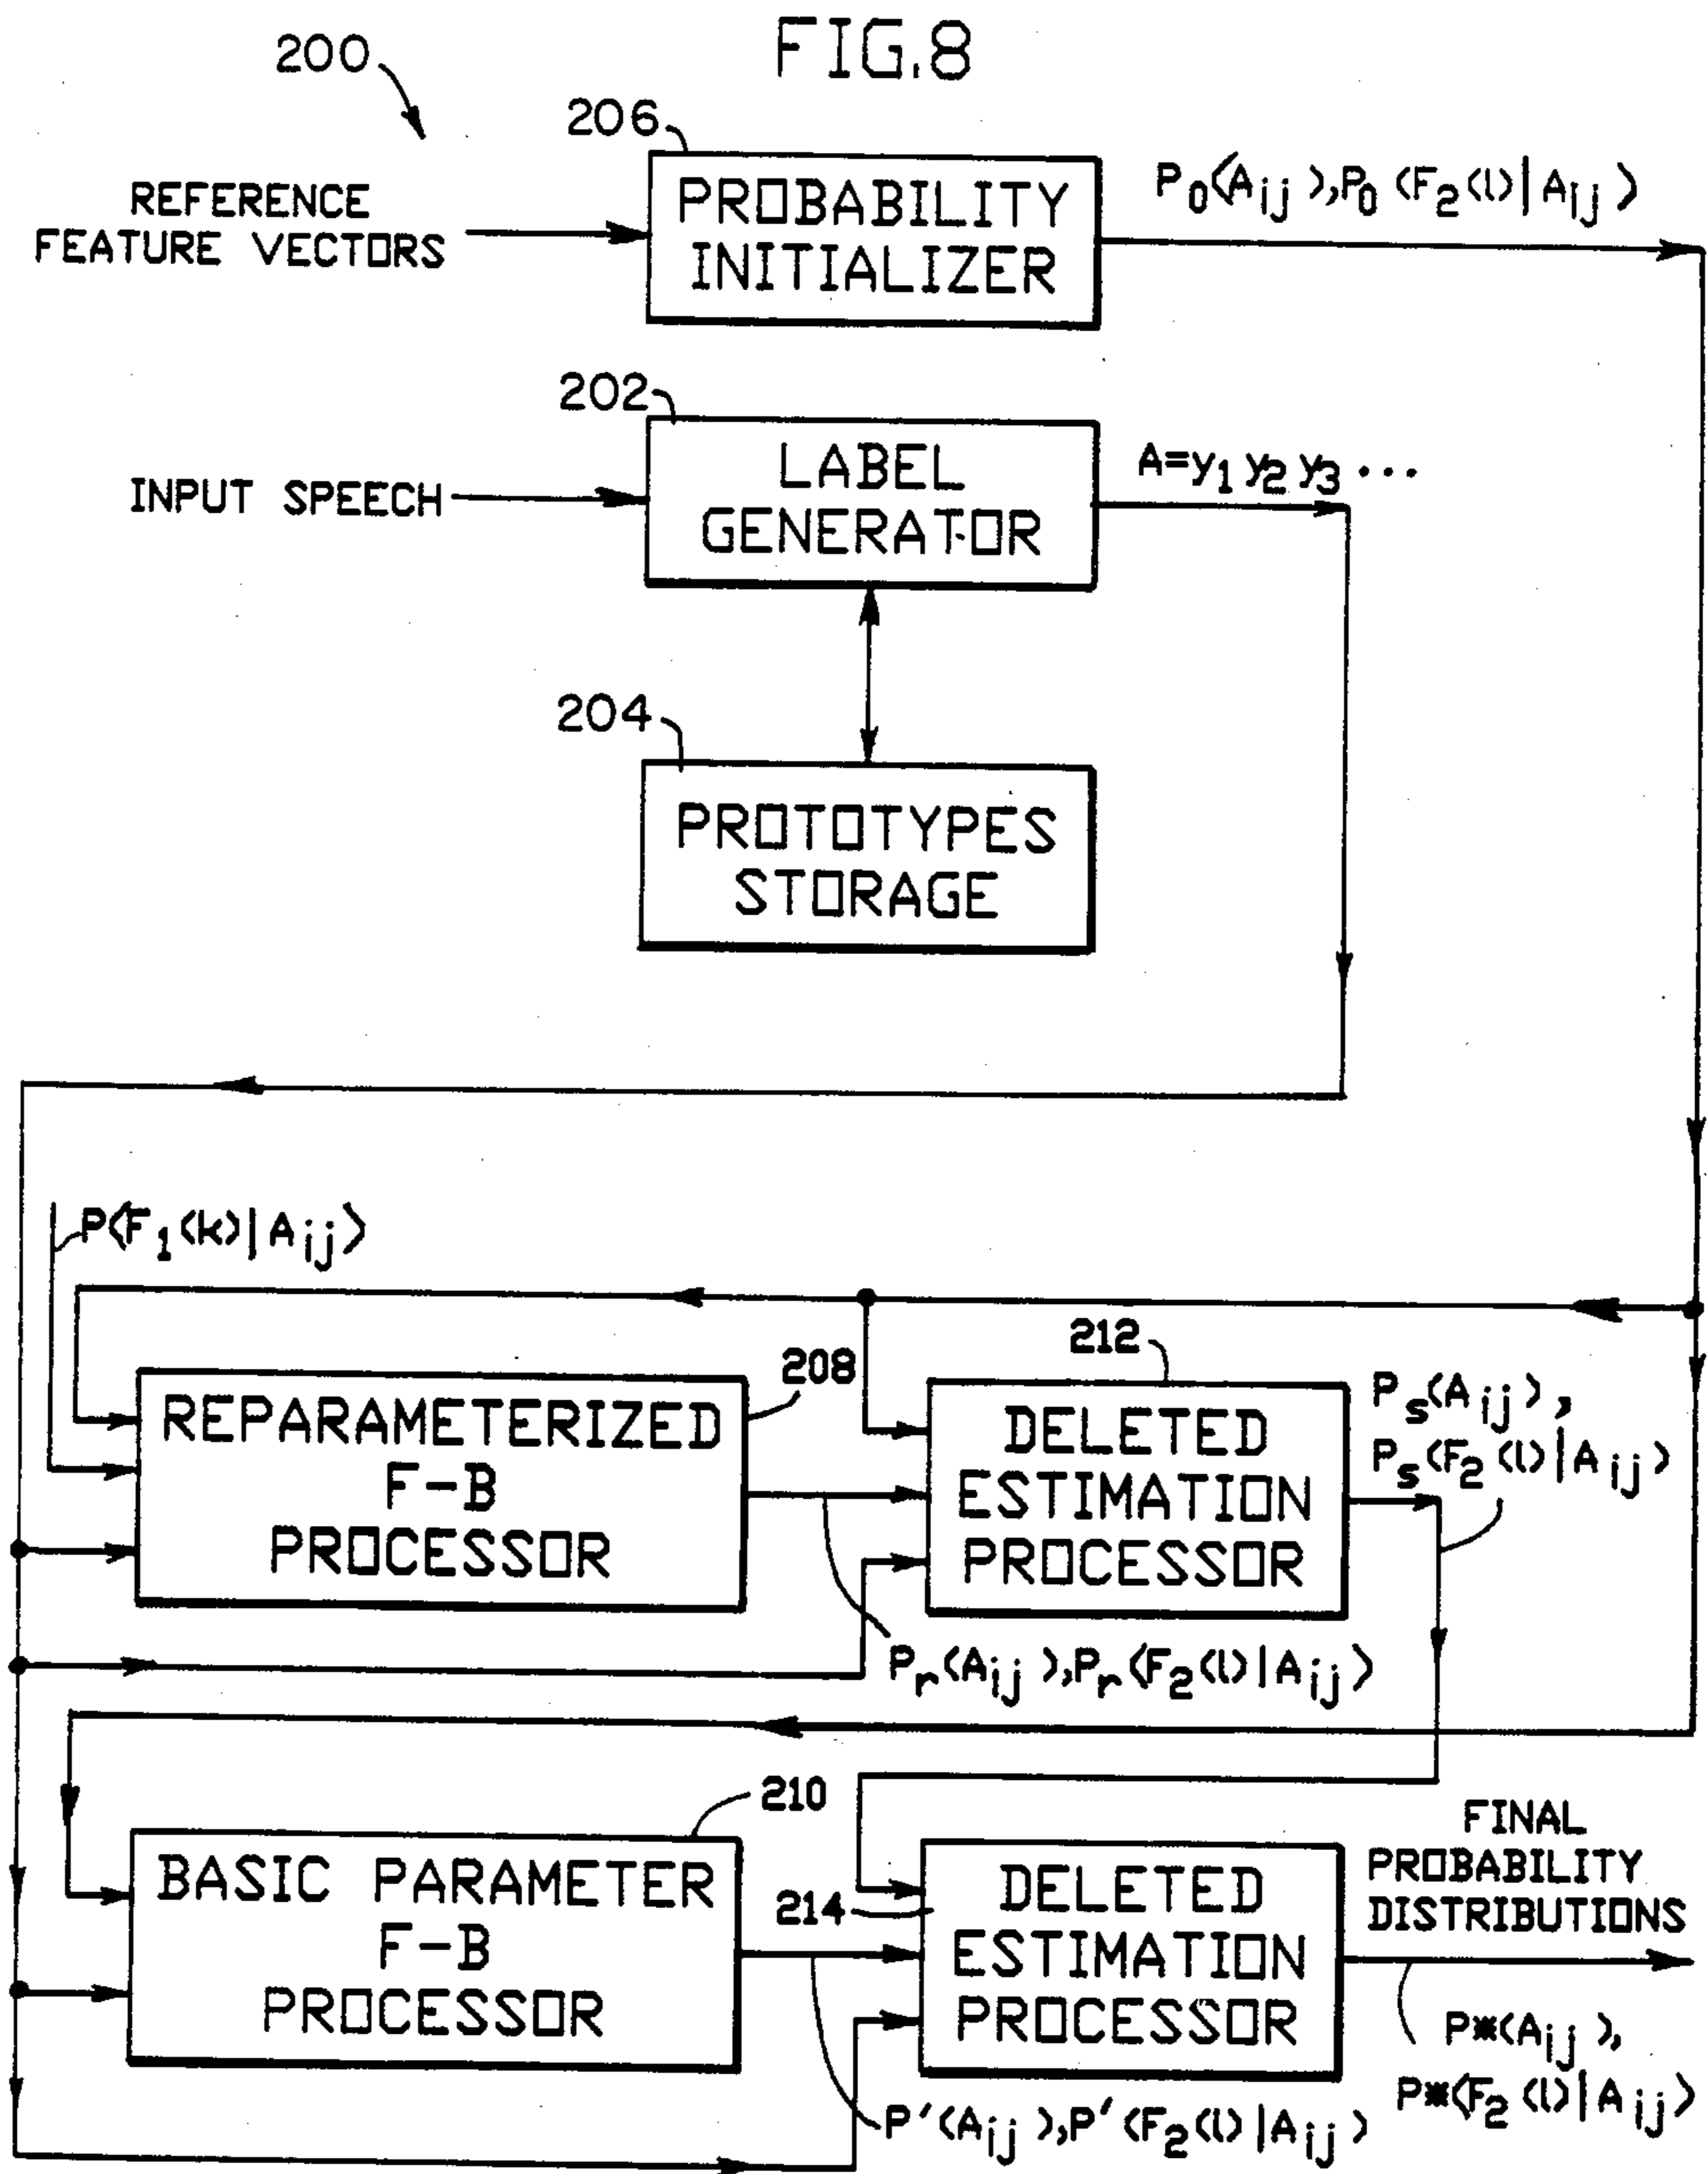 FIG.8
200
206
REFERENCE
FEATURE VECTORS
PROBABILITY
INITIALIZER
P₀(Aᵢⱼ),P₀(F₂(l)|Aᵢⱼ)
202
INPUT SPEECH
LABEL
GENERATOR
A=y₁ y₂ y₃ ...
204
PROTOTYPES
STORAGE
P(F₁(k)|Aᵢⱼ)
208
REPARAMETERIZED
F-B
PROCESSOR
212
DELETED
ESTIMATION
PROCESSOR
Pₛ(Aᵢⱼ),
Pₛ(F₂(l)|Aᵢⱼ)
Pᵣ(Aᵢⱼ),Pᵣ(F₂(l)|Aᵢⱼ)
210
BASIC PARAMETER
F-B
PROCESSOR
214
DELETED
ESTIMATION
PROCESSOR
FINAL
PROBABILITY
DISTRIBUTIONS
P*(Aᵢⱼ),
P*(F₂(l)|Aᵢⱼ)
P'(Aᵢⱼ),P'(F₂(l)|Aᵢⱼ)